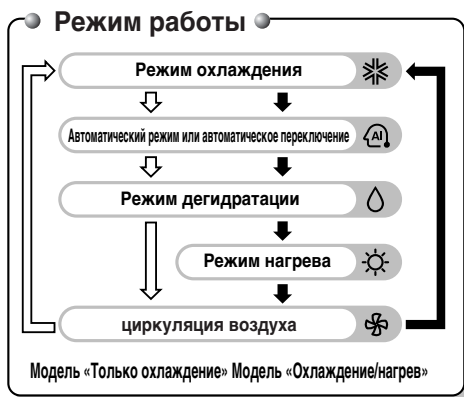 Режим работы
Режим охлаждения
Автоматический режим или автоматическое переключение
AI
Режим дегидратации
Режим нагрева
циркуляция воздуха
Модель «Только охлаждение» Модель «Охлаждение/нагрев»